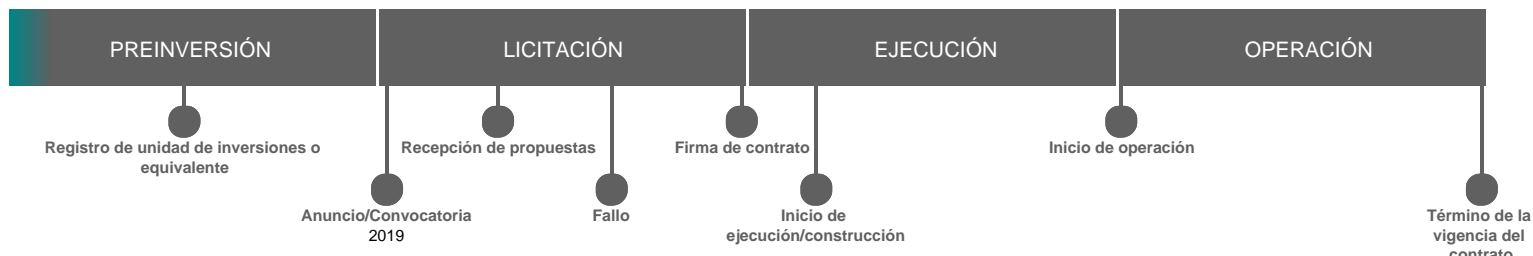 PREINVERSIÓN
LICITACIÓN
EJECUCIÓN
OPERACIÓN
Registro de unidad de inversiones o
equivalente
Recepción de propuestas
Firma de contrato
Inicio de operación
Anuncio/Convocatoria
2019
Fallo
Inicio de
ejecución/construcción
Término de la
vigencia del
contrato